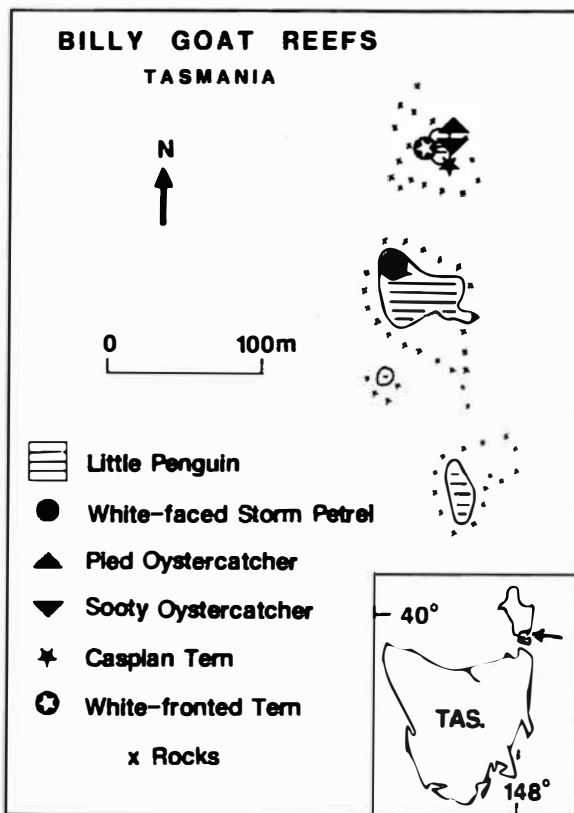 BILLY GOAT REEFS
TASMANIA
N
0 100m
Little Penguin
White-faced Storm Petrel
Pied Oystercatcher
Sooty Oystercatcher
Caspian Tern
White-fronted Tern
x Rocks
40°
TAS.
148°